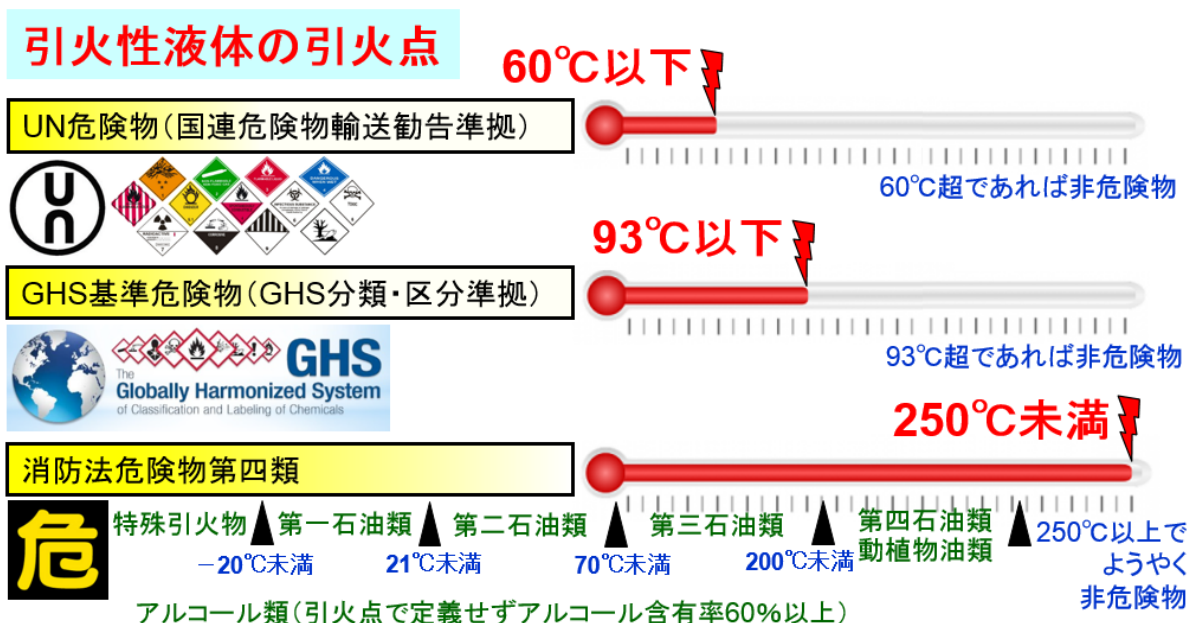 引火性液体の引火点
60℃以下
UN危険物(国連危険物輸送勧告準拠)
60℃超であれば非危険物
UN
93℃以下
GHS基準危険物(GHS分類・区分準拠)
93℃超であれば非危険物
GHS
The
Globally Harmonized System
of Classification and Labeling of Chemicals
250℃未満
消防法危険物第四類
危
特殊引火物
第一石油類
第二石油類
第三石油類
第四石油類
動植物油類
-20℃未満
21℃未満
70℃未満
200℃未満
250℃以上で
ようやく
非危険物
アルコール類(引火点で定義せずアルコール含有率60%以上)